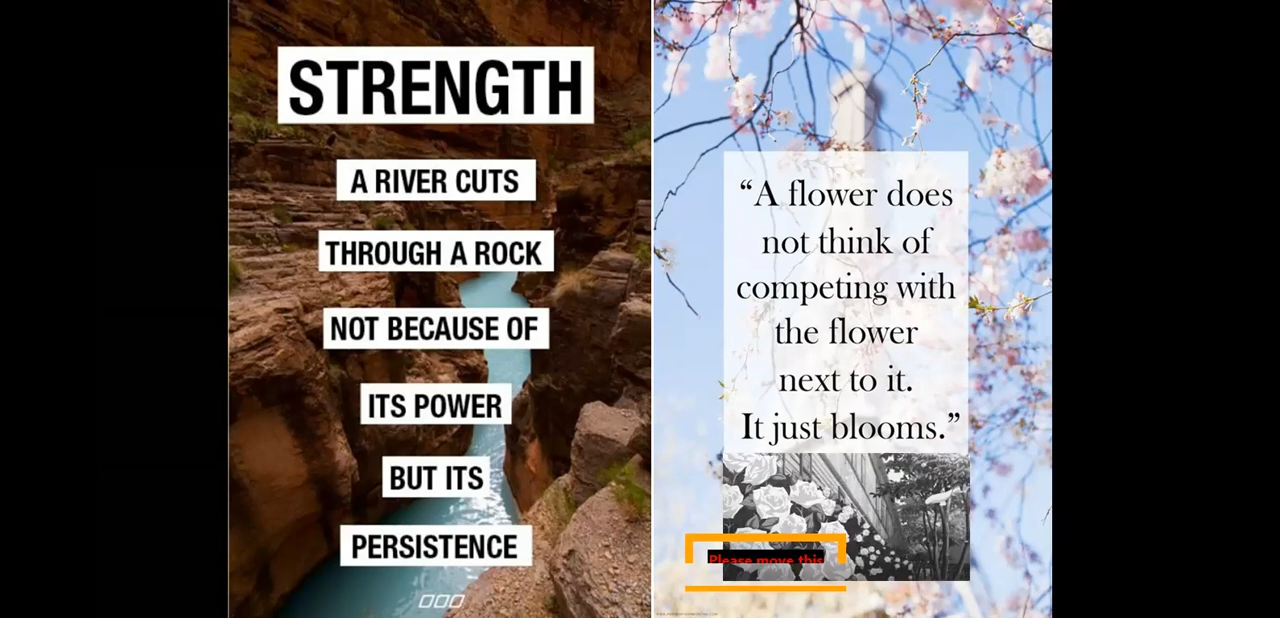 STRENGTH
A RIVER CUTS
THROUGH A ROCK
NOT BECAUSE OF
ITS POWER
BUT ITS
PERSISTENCE
“A flower does
not think of
competing with
the flower
next to it.
It just blooms.”
Please move this